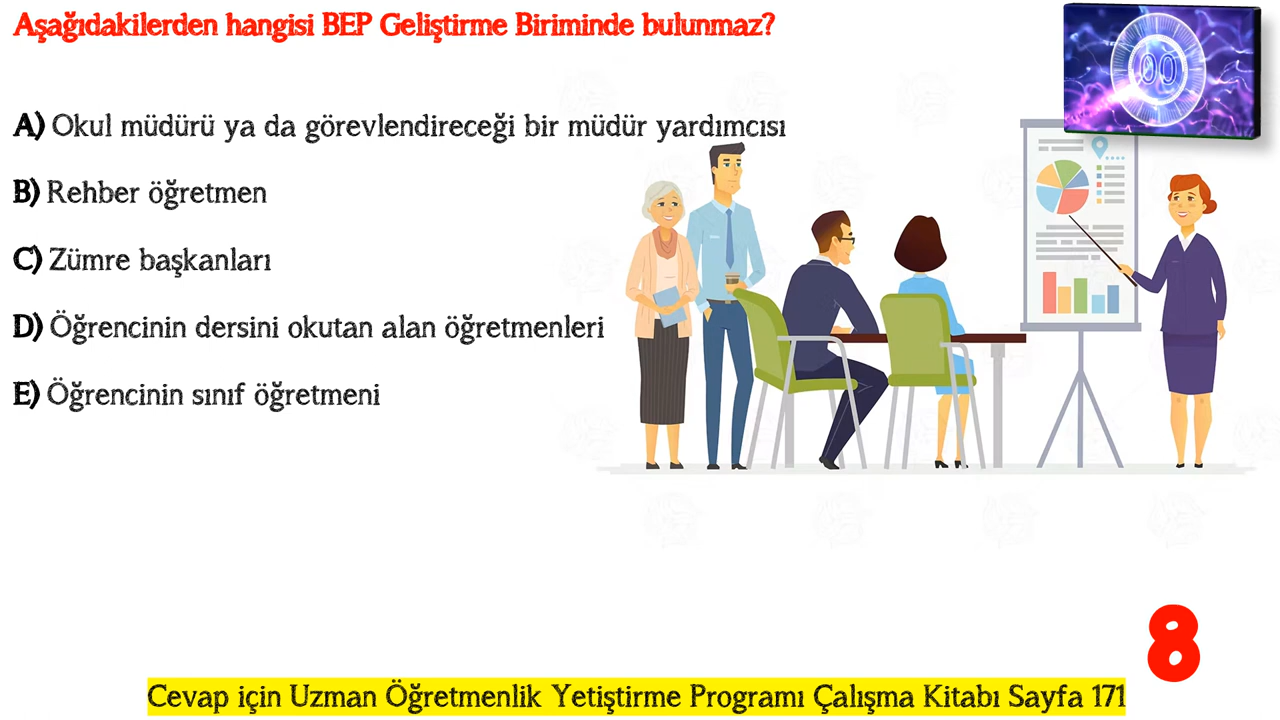 Aşağıdakilerden hangisi BEP Geliştirme Biriminde bulunmaz?
00
A) Okul müdürü ya da görevlendireceği bir müdür yardımcısı
B) Rehber öğretmen
C) Zümre başkanları
D) Öğrencinin dersini okutan alan öğretmenleri
E) Öğrencinin sınıf öğretmeni
8
Cevap için Uzman Öğretmenlik Yetiştirme Programı Çalışma Kitabı Sayfa 171